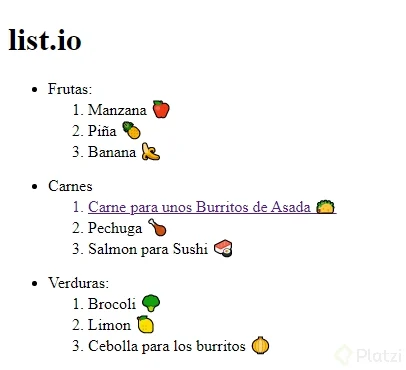 list.io
• Frutas:
1. Manzana 🍎
2. Piña 🍍
3. Banana 🍌
• Carnes
1. Carne para unos Burritos de Asada 🌮
2. Pechuga 🍗
3. Salmon para Sushi 🍣
• Verduras:
1. Brocoli 🥦
2. Limon 🍋
3. Cebolla para los burritos 🧅
Platzi